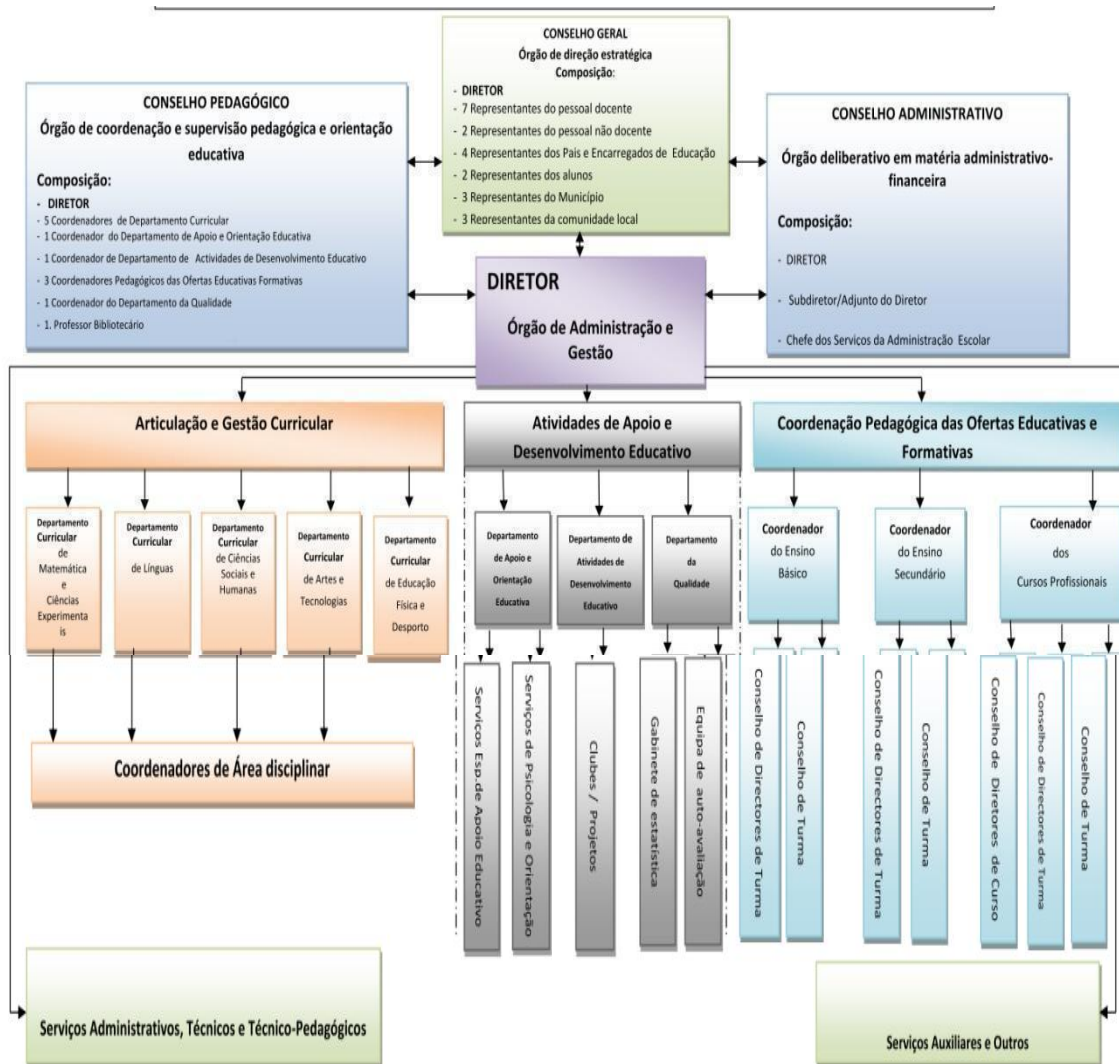 CONSELHO GERAL
Órgão de direção estratégica
Composição:
- DIRETOR
- 7 Representantes do pessoal docente
- 2 Representantes do pessoal não docente
- 4 Representantes dos Pais e Encarregados de Educação
- 2 Representantes dos alunos
- 3 Representantes do Município
- 3 Representantes da comunidade local
CONSELHO PEDAGÓGICO
Órgão de coordenação e supervisão pedagógica e orientação
educativa
Composição:
- DIRETOR
- 5 Coordenadores de Departamento Curricular
- 1 Coordenador do Departamento de Apoio e Orientação Educativa
- 1 Coordenador de Departamento de Actividades de Desenvolvimento Educativo
- 3 Coordenadores Pedagógicos das Ofertas Educativas Formativas
- 1 Coordenador do Departamento da Qualidade
- 1. Professor Bibliotecário
CONSELHO ADMINISTRATIVO
Órgão deliberativo em matéria administrativo-
financeira
Composição:
- DIRETOR
- Subdiretor/Adjunto do Diretor
- Chefe dos Serviços da Administração Escolar
DIRETOR
Órgão de Administração e
Gestão
Articulação e Gestão Curricular
Departamento
Curricular
de
Matemática
e
Ciências
Experimenta
is
Departamento
Curricular
de Línguas
Departamento
Curricular
de Ciências
Sociais e
Humanas
Departamento
Curricular
de Artes e
Tecnologias
Departamento
Curricular
de Educação
Física e
Desporto
Coordenadores de Área disciplinar
Atividades de Apoio e
Desenvolvimento Educativo
Departamento
de Apoio e
Orientação
Educativa
Departamento de
Atividades de
Desenvolvimento
Educativo
Departamento
da
Qualidade
Serviços Esp.de Apoio Educativo
Serviços de Psicologia e Orientação
Clubes / Projetos
Gabinete de estatística
Equipa de auto-avaliação
Coordenação Pedagógica das Ofertas Educativas e
Formativas
Coordenador
do Ensino
Básico
Coordenador
do Ensino
Secundário
Coordenador
dos
Cursos Profissionais
Conselho de Directores de Turma
Conselho de Turma
Conselho de Directores de Turma
Conselho de Turma
Conselho de Diretores de Curso
Conselho de Directores de Turma
Conselho de Turma
Serviços Administrativos, Técnicos e Técnico-Pedagógicos
Serviços Auxiliares e Outros